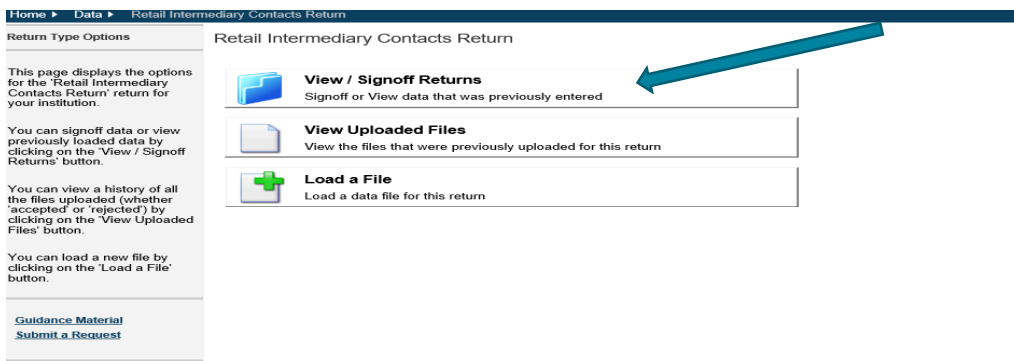 Home ▶ Data ▶ Retail Intermediary Contacts Return
Return Type Options
This page displays the options
for the 'Retail Intermediary
Contacts Return' return for
your institution.
You can signoff data or view
previously loaded data by
clicking on the 'View / Signoff
Returns' button.
You can view a history of all
the files uploaded (whether
'accepted' or 'rejected') by
clicking on the 'View Uploaded
Files' button.
You can load a new file by
clicking on the 'Load a File'
button.
Guidance Material
Submit a Request
Retail Intermediary Contacts Return
View / Signoff Returns
Signoff or View data that was previously entered
View Uploaded Files
View the files that were previously uploaded for this return
Load a File
Load a data file for this return